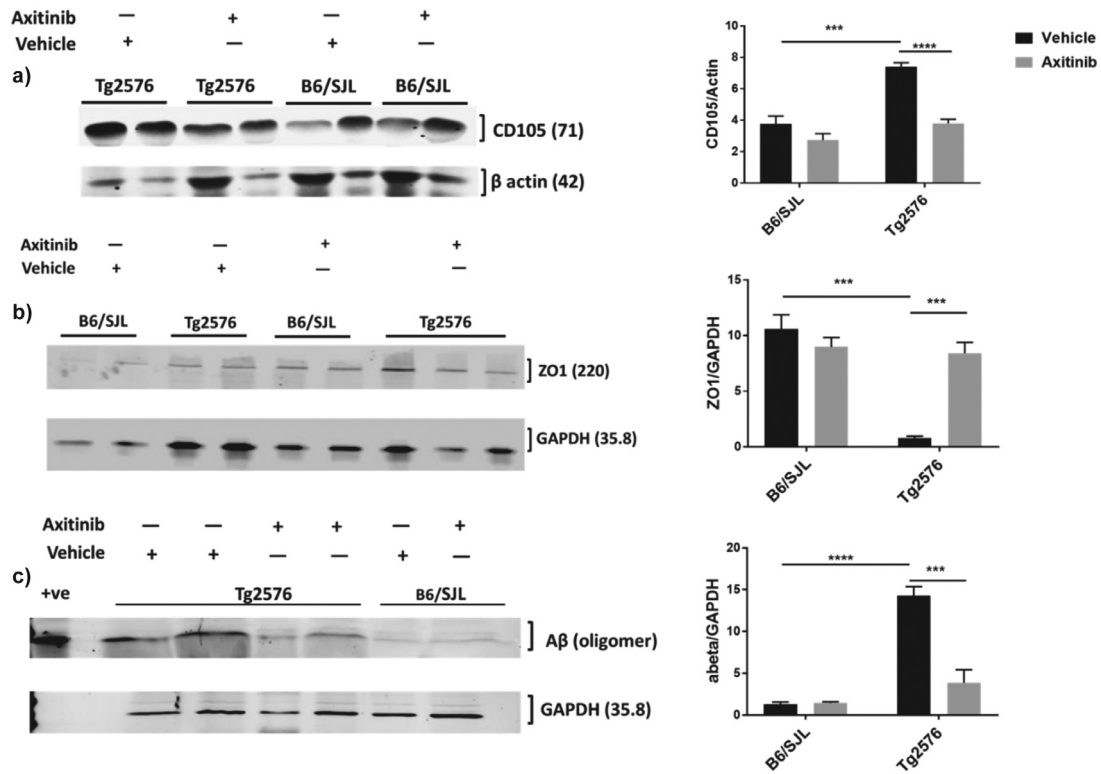 Axitinib — + — +
Vehicle + — + —
a)
Tg2576 Tg2576 B6/SJL B6/SJL
CD105 (71)
β actin (42)
***
****
Vehicle
Axitinib
CD105/Actin
10
8
6
4
2
0
B6/SJL
Tg2576
Axitinib — — + +
Vehicle + + — —
b)
B6/SJL Tg2576 B6/SJL Tg2576
ZO1 (220)
GAPDH (35.8)
***
***
ZO1/GAPDH
15
10
5
0
B6/SJL
Tg2576
Axitinib — — + + — +
Vehicle + + — — + —
c)
+ve Tg2576 B6/SJL
Aβ (oligomer)
GAPDH (35.8)
****
***
abeta/GAPDH
20
15
10
5
0
B6/SJL
Tg2576